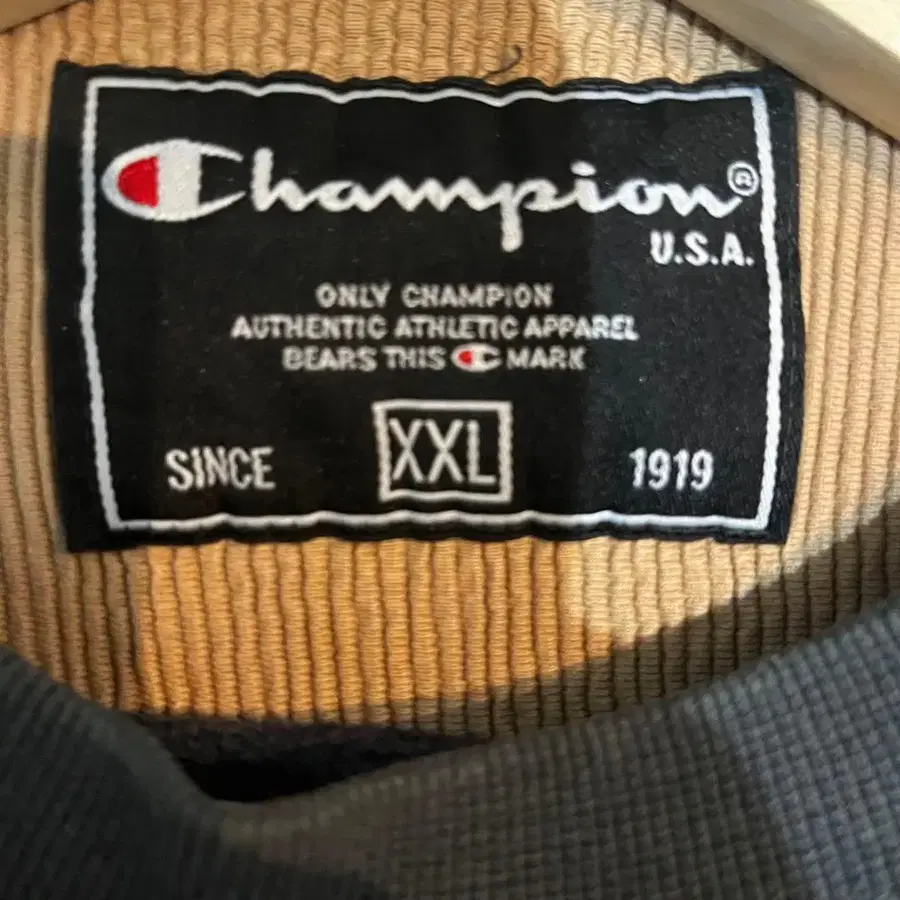 Champion®
U.S.A.
ONLY CHAMPION
AUTHENTIC ATHLETIC APPAREL
BEARS THIS C MARK
SINCE XXL 1919